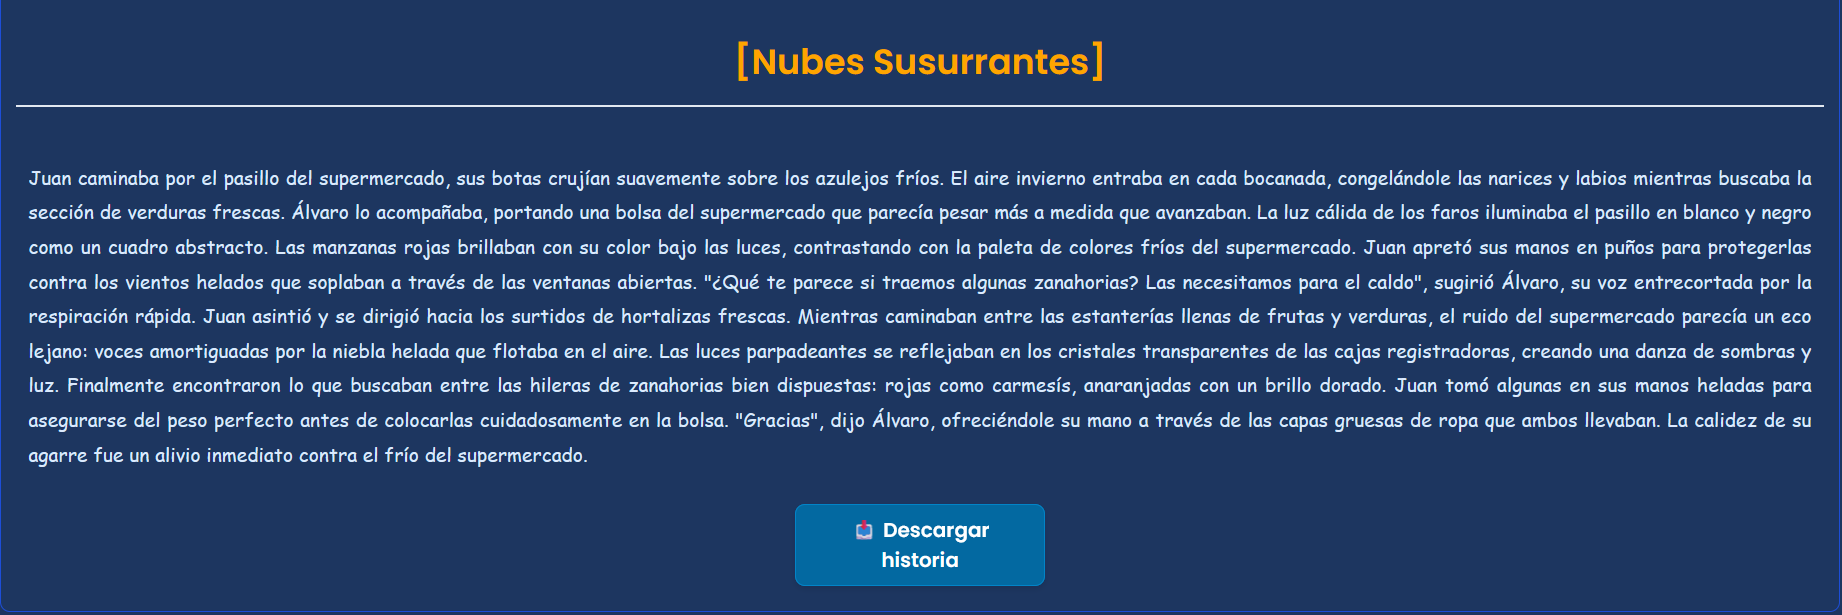 [Nubes Susurrantes]
Juan caminaba por el pasillo del supermercado, sus botas crujían suavemente sobre los azulejos fríos. El aire invierno entraba en cada bocanada, congelándole las narices y labios mientras buscaba la
sección de verduras frescas. Álvaro lo acompañaba, portando una bolsa del supermercado que parecía pesar más a medida que avanzaban. La luz cálida de los faros iluminaba el pasillo en blanco y negro
como un cuadro abstracto. Las manzanas rojas brillaban con su color bajo las luces, contrastando con la paleta de colores fríos del supermercado. Juan apretó sus manos en puños para protegerlas
contra los vientos helados que soplaban a través de las ventanas abiertas. "¿Qué te parece si traemos algunas zanahorias? Las necesitamos para el caldo", sugirió Álvaro, su voz entrecortada por la
respiración rápida. Juan asintió y se dirigió hacia los surtidos de hortalizas frescas. Mientras caminaban entre las estanterías llenas de frutas y verduras, el ruido del supermercado parecía un eco
lejano: voces amortiguadas por la niebla helada que flotaba en el aire. Las luces parpadeantes se reflejaban en los cristales transparentes de las cajas registradoras, creando una danza de sombras y
luz. Finalmente encontraron lo que buscaban entre las hileras de zanahorias bien dispuestas: rojas como carmesís, anaranjadas con un brillo dorado. Juan tomó algunas en sus manos heladas para
asegurarse del peso perfecto antes de colocarlas cuidadosamente en la bolsa. "Gracias", dijo Álvaro, ofreciéndole su mano a través de las capas gruesas de ropa que ambos llevaban. La calidez de su
agarre fue un alivio inmediato contra el frío del supermercado.
Descargar
historia